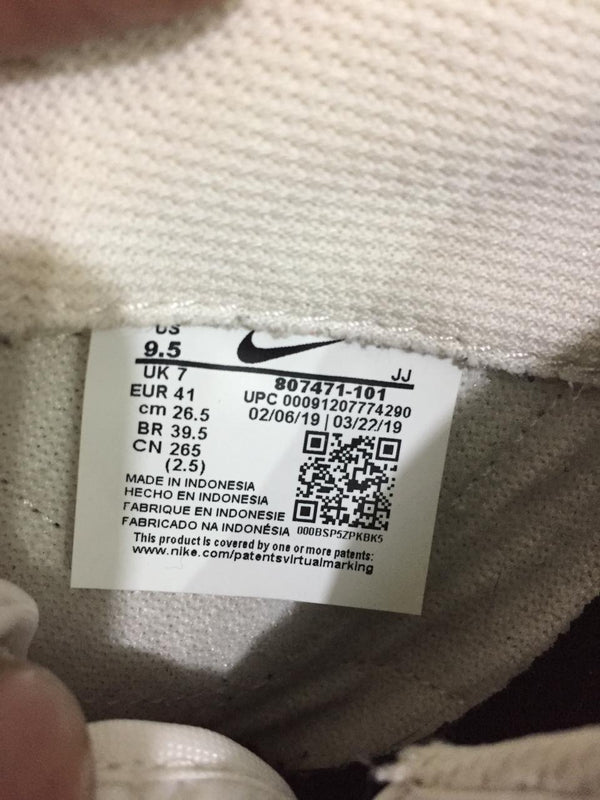 US
9.5
UK 7
EUR 41
cm 26.5
BR 39.5
CN 265
(2.5)
JJ
807471-101
UPC 00091207774290
02/06/19 | 03/22/19
000BSP5ZPKBK5
MADE IN INDONESIA
HECHO EN INDONESIA
FABRIQUE EN INDONESIE
FABRICADO NA INDONÉSIA
This product is covered by one or more patents:
www.nike.com/patentsvirtualmarking